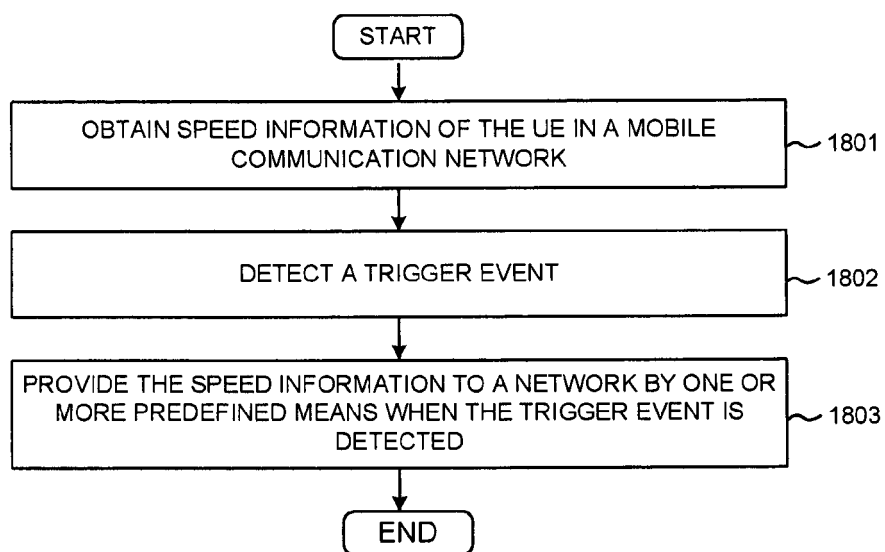 START
OBTAIN SPEED INFORMATION OF THE UE IN A MOBILE
COMMUNICATION NETWORK
1801
DETECT A TRIGGER EVENT
1802
PROVIDE THE SPEED INFORMATION TO A NETWORK BY ONE OR
MORE PREDEFINED MEANS WHEN THE TRIGGER EVENT IS
DETECTED
1803
END